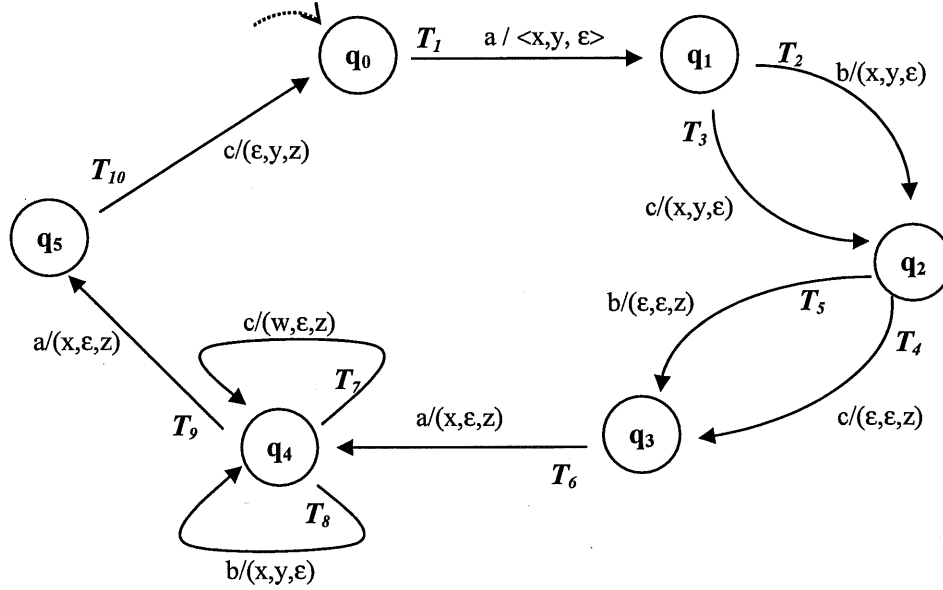 q0
T1
a / <x,y, ε>
q1
T2
b/(x,y,ε)
T3
c/(x,y,ε)
c/(ε,y,z)
T10
q5
q2
b/(ε,ε,z)
T5
T4
c/(w,ε,z)
a/(x,ε,z)
T7
T9
a/(x,ε,z)
c/(ε,ε,z)
q3
q4
T6
T8
b/(x,y,ε)